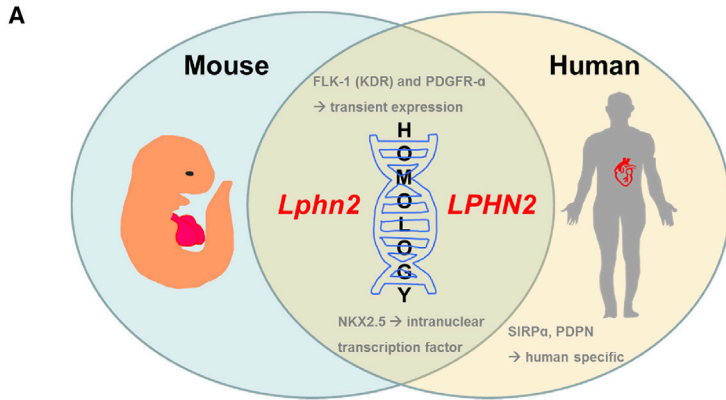 A
Mouse
Human
FLK-1 (KDR) and PDGFR-α
→ transient expression
HOMOLOGY
Lphn2
LPHN2
NKX2.5 → intranuclear
transcription factor
SIRPα, PDPN
→ human specific